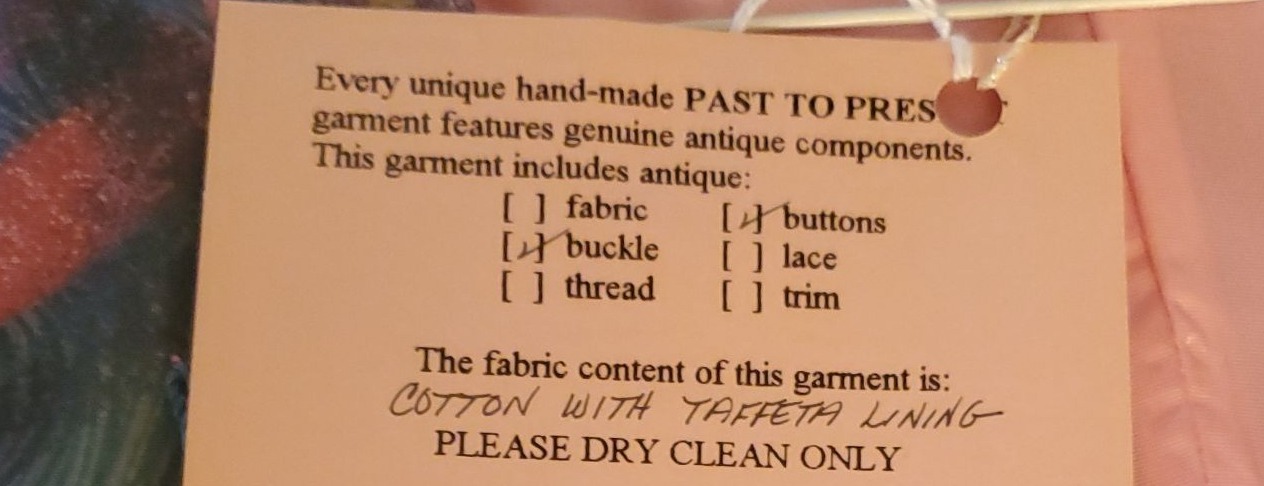 Every unique hand-made PAST TO PRES
garment features genuine antique components.
This garment includes antique:
[ ] fabric [✓] buttons
[✓] buckle [ ] lace
[ ] thread [ ] trim
The fabric content of this garment is:
COTTON WITH TAFFETA LINING
PLEASE DRY CLEAN ONLY